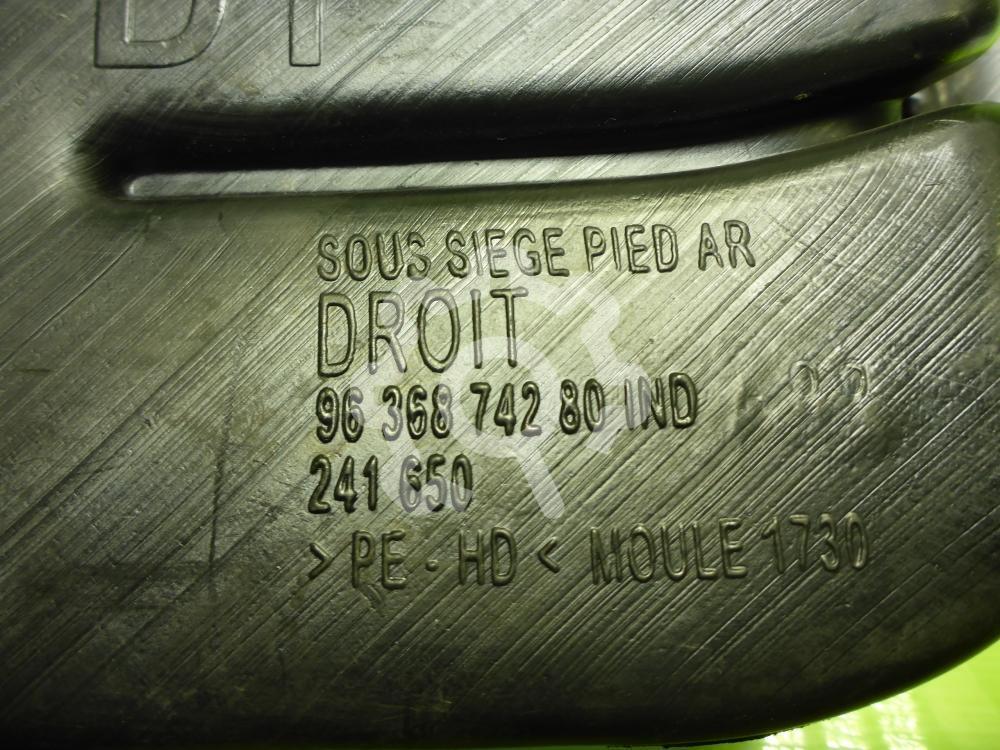 SOUS SIEGE PIED AR
DROIT
96 368 742 80 IND
241 650
> PE - HD < MOULE 1730